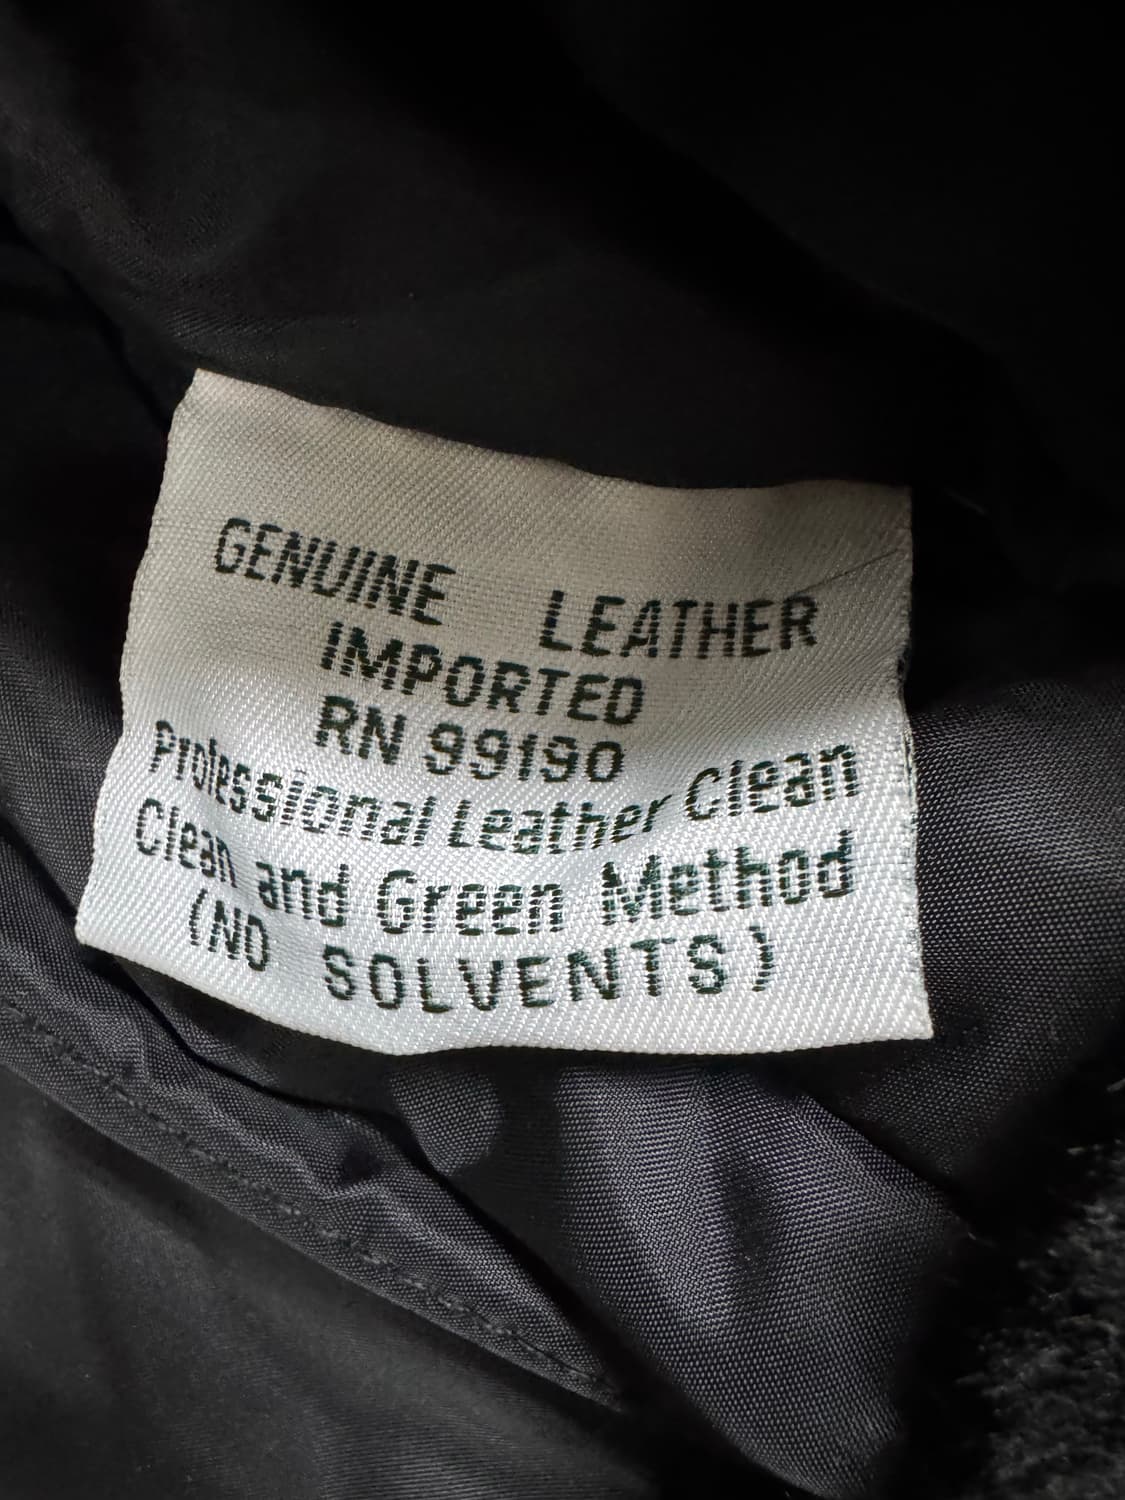 GENUINE LEATHER
IMPORTED
RN 99190
Professional Leather Clean
Clean and Green Method
(NO SOLVENTS)